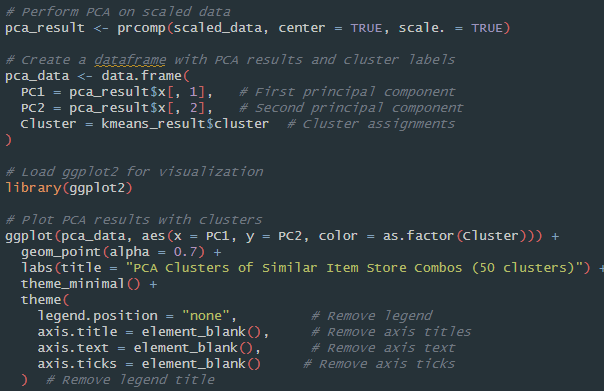 # Perform PCA on scaled data
pca_result <- prcomp(scaled_data, center = TRUE, scale. = TRUE)
# Create a dataframe with PCA results and cluster labels
pca_data <- data.frame(
  PC1 = pca_result$x[, 1],   # First principal component
  PC2 = pca_result$x[, 2],   # Second principal component
  Cluster = kmeans_result$cluster  # Cluster assignments
)
# Load ggplot2 for visualization
library(ggplot2)
# Plot PCA results with clusters
ggplot(pca_data, aes(x = PC1, y = PC2, color = as.factor(Cluster))) +
  geom_point(alpha = 0.7) +
  labs(title = "PCA Clusters of Similar Item Store Combos (50 clusters)") +
  theme_minimal() +
  theme(
    legend.position = "none",         # Remove legend
    axis.title = element_blank(),     # Remove axis titles
    axis.text = element_blank(),      # Remove axis text
    axis.ticks = element_blank()     # Remove axis ticks
  )  # Remove legend title